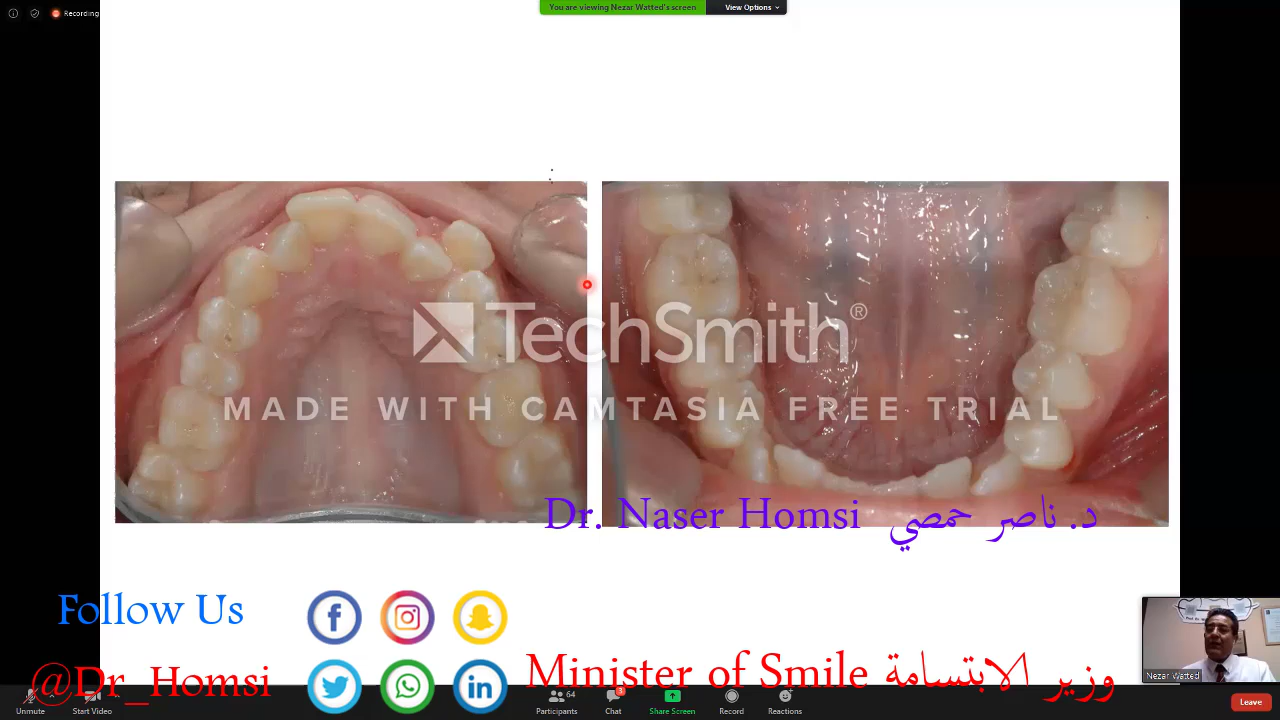 Recording
You are viewing Nezar Watted's screen
View Options
TechSmith®
MADE WITH CAMTASIA FREE TRIAL
Dr. Naser Homsi د. ناصر حمصي
Follow Us
@Dr_Homsi
Minister of Smile وزير الابتسامة
Nezar Watted
Unmute
Start Video
64
Participants
3
Chat
Share Screen
Record
Reactions
Leave